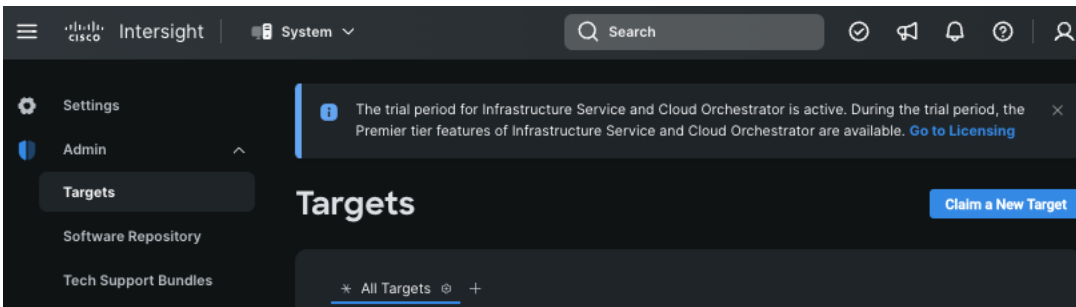 CISCO Intersight
System
Search
Settings
Admin
Targets
Software Repository
Tech Support Bundles
The trial period for Infrastructure Service and Cloud Orchestrator is active. During the trial period, the
Premier tier features of Infrastructure Service and Cloud Orchestrator are available. Go to Licensing
Targets
Claim a New Target
All Targets